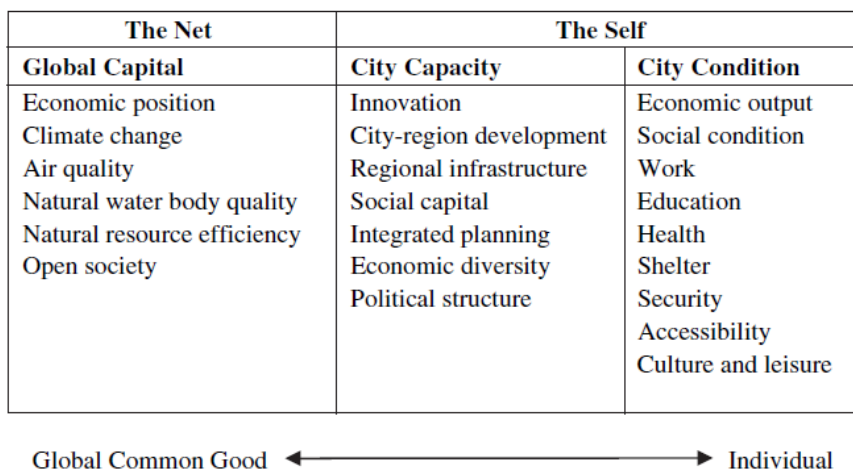 The Net
The Self
Global Capital
City Capacity
City Condition
Economic position
Climate change
Air quality
Natural water body quality
Natural resource efficiency
Open society
Innovation
City-region development
Regional infrastructure
Social capital
Integrated planning
Economic diversity
Political structure
Economic output
Social condition
Work
Education
Health
Shelter
Security
Accessibility
Culture and leisure
Global Common Good
Individual